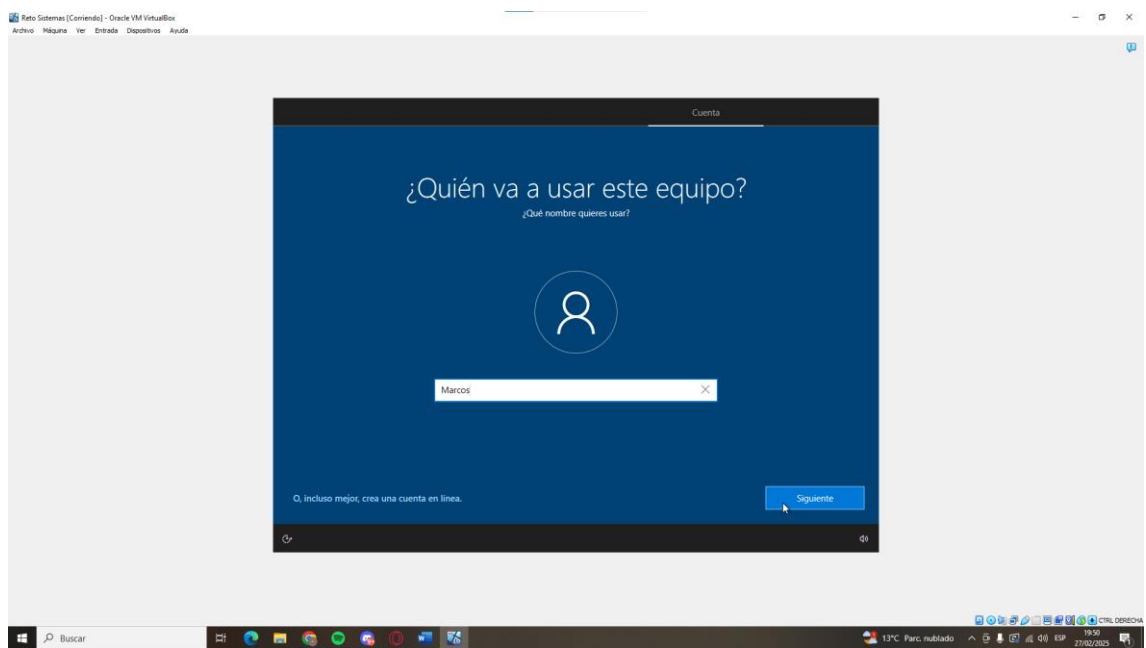 Reto Sistemas [Corriendo] - Oracle VM VirtualBox
Archivo Máquina Ver Entrada Dispositivos Ayuda
Cuenta
¿Quién va a usar este equipo?
¿Qué nombre quieres usar?
Marcos
O, incluso mejor, crea una cuenta en línea.
Siguiente
CTRL DERECHA
Buscar
13°C Parc. nublado
ESP
19:50
27/02/2025